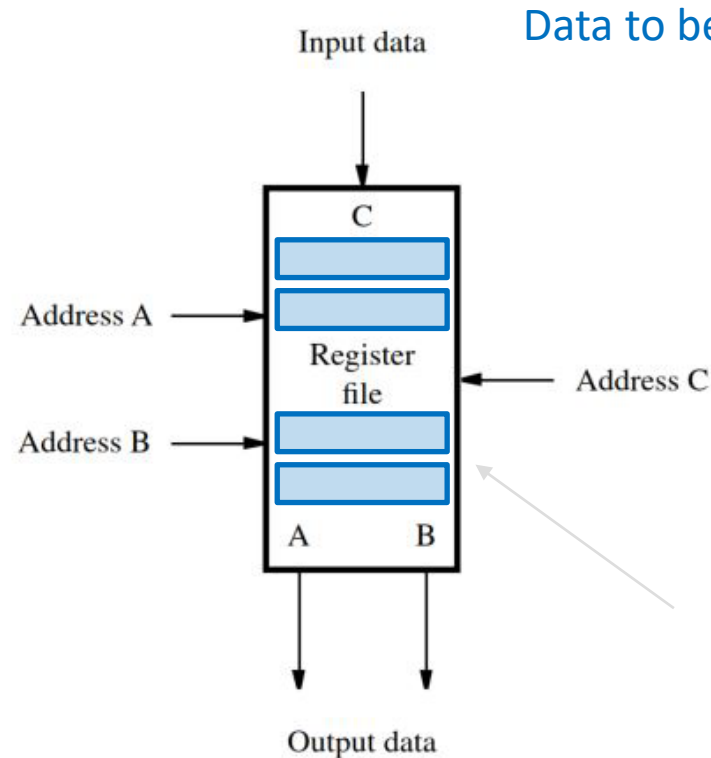 Data to be
Input data
C
Address A
Register
file
Address C
Address B
A
B
Output data